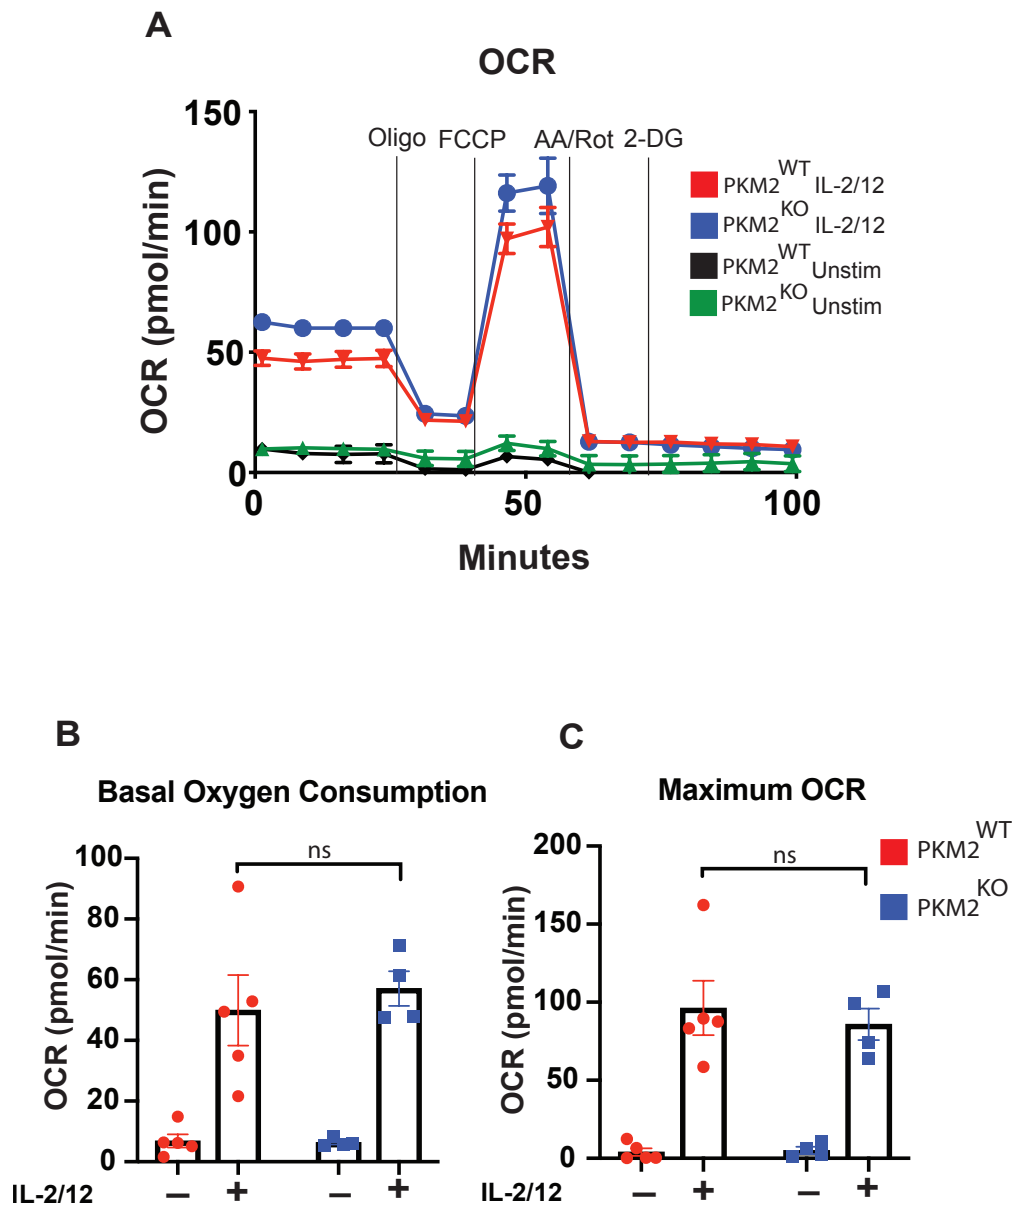 A
OCR
150
100
50
0
OCR (pmol/min)
Oligo FCCP AA/Rot 2-DG
PKM2WT IL-2/12
PKM2KO IL-2/12
PKM2WT Unstim
PKM2KO Unstim
0 50 100
Minutes
B
Basal Oxygen Consumption
100
80
60
40
20
0
OCR (pmol/min)
ns
IL-2/12 – + – +
C
Maximum OCR
200
150
100
50
0
OCR (pmol/min)
ns
PKM2WT
PKM2KO
IL-2/12 – + – +